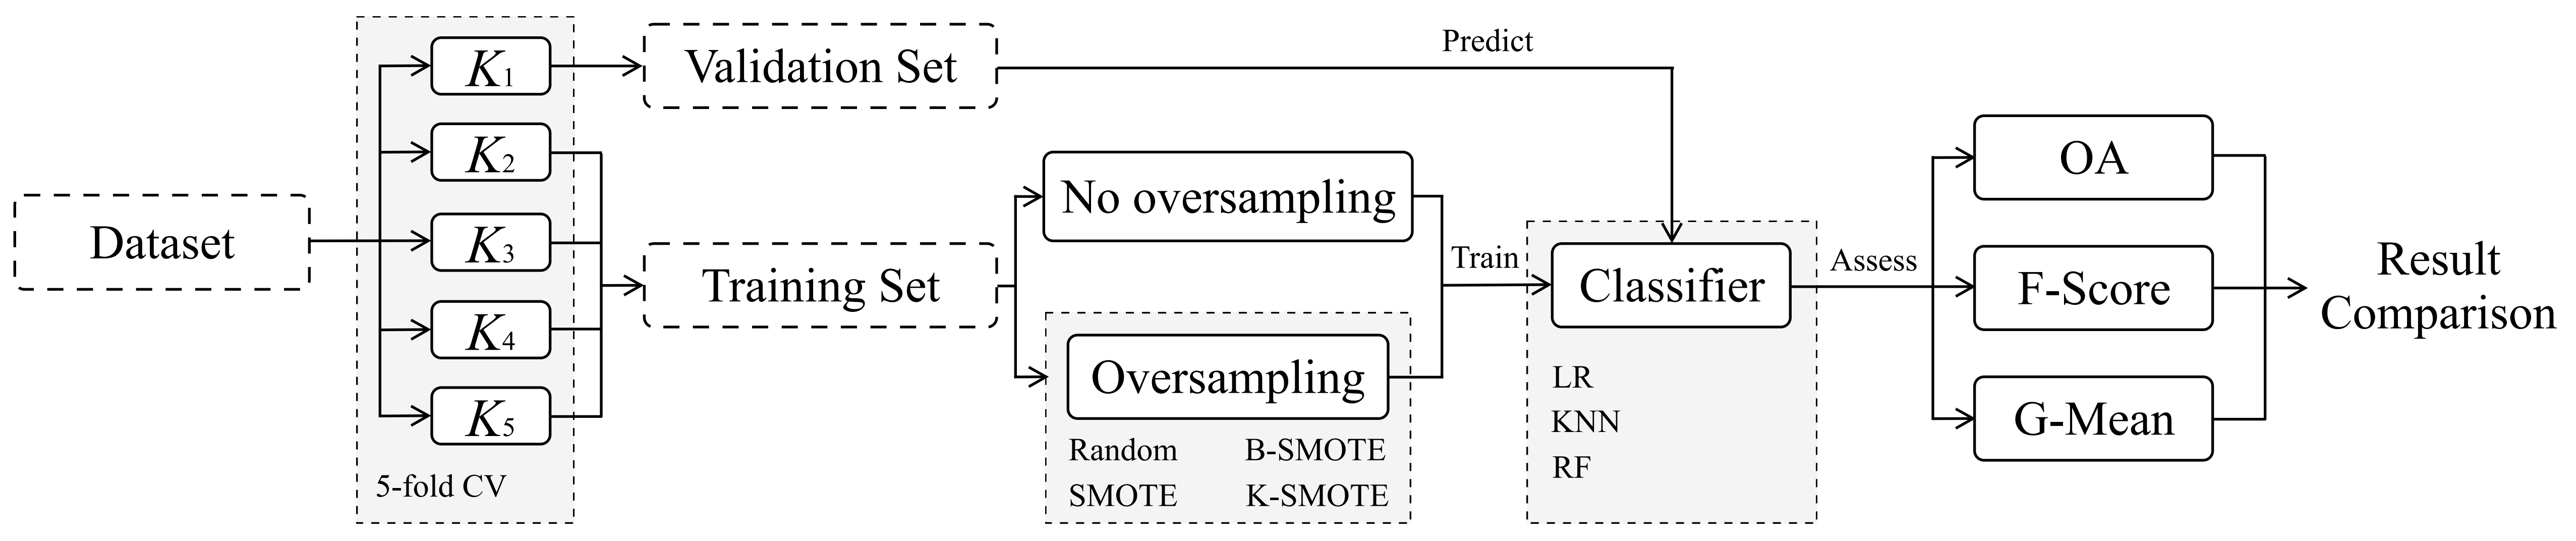 Dataset
K1
K2
K3
K4
K5
5-fold CV
Validation Set
Training Set
Predict
No oversampling
Oversampling
Random B-SMOTE
SMOTE K-SMOTE
Train
Classifier
LR
KNN
RF
Assess
OA
F-Score
G-Mean
Result
Comparison